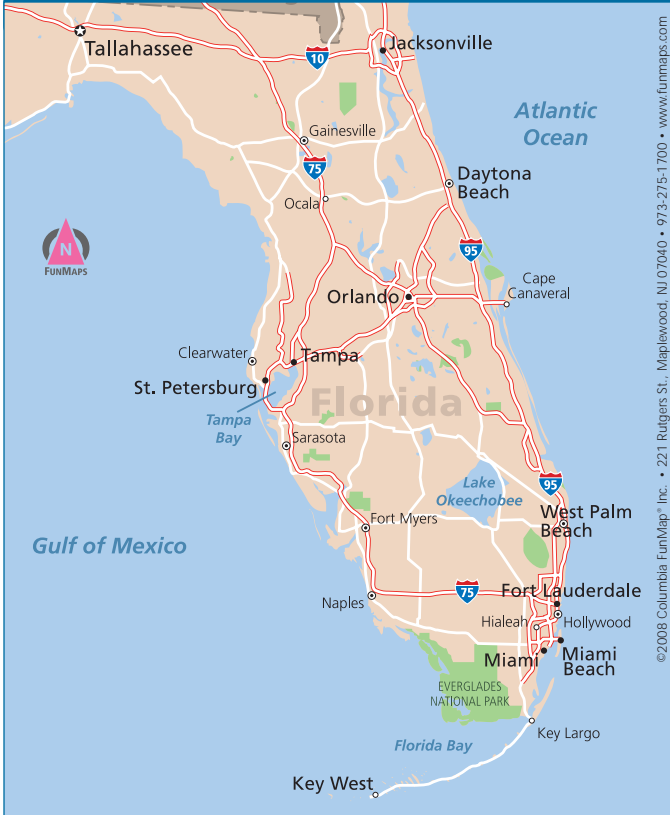 Tallahassee
10
Jacksonville
Atlantic
Ocean
Gainesville
75
Daytona
Beach
Ocala
N
FUNMAPS
95
Cape
Canaveral
Orlando
Clearwater
Tampa
St. Petersburg
Florida
Tampa
Bay
Sarasota
Lake
Okeechobee
95
West Palm
Beach
Fort Myers
Gulf of Mexico
75
Fort Lauderdale
Naples
Hialeah
Hollywood
Miami
Miami
Beach
EVERGLADES
NATIONAL PARK
Key Largo
Florida Bay
Key West
©2008 Columbia FunMap® Inc. • 221 Rutgers St., Maplewood, NJ 07040 • 973-275-1700 • www.funmaps.com